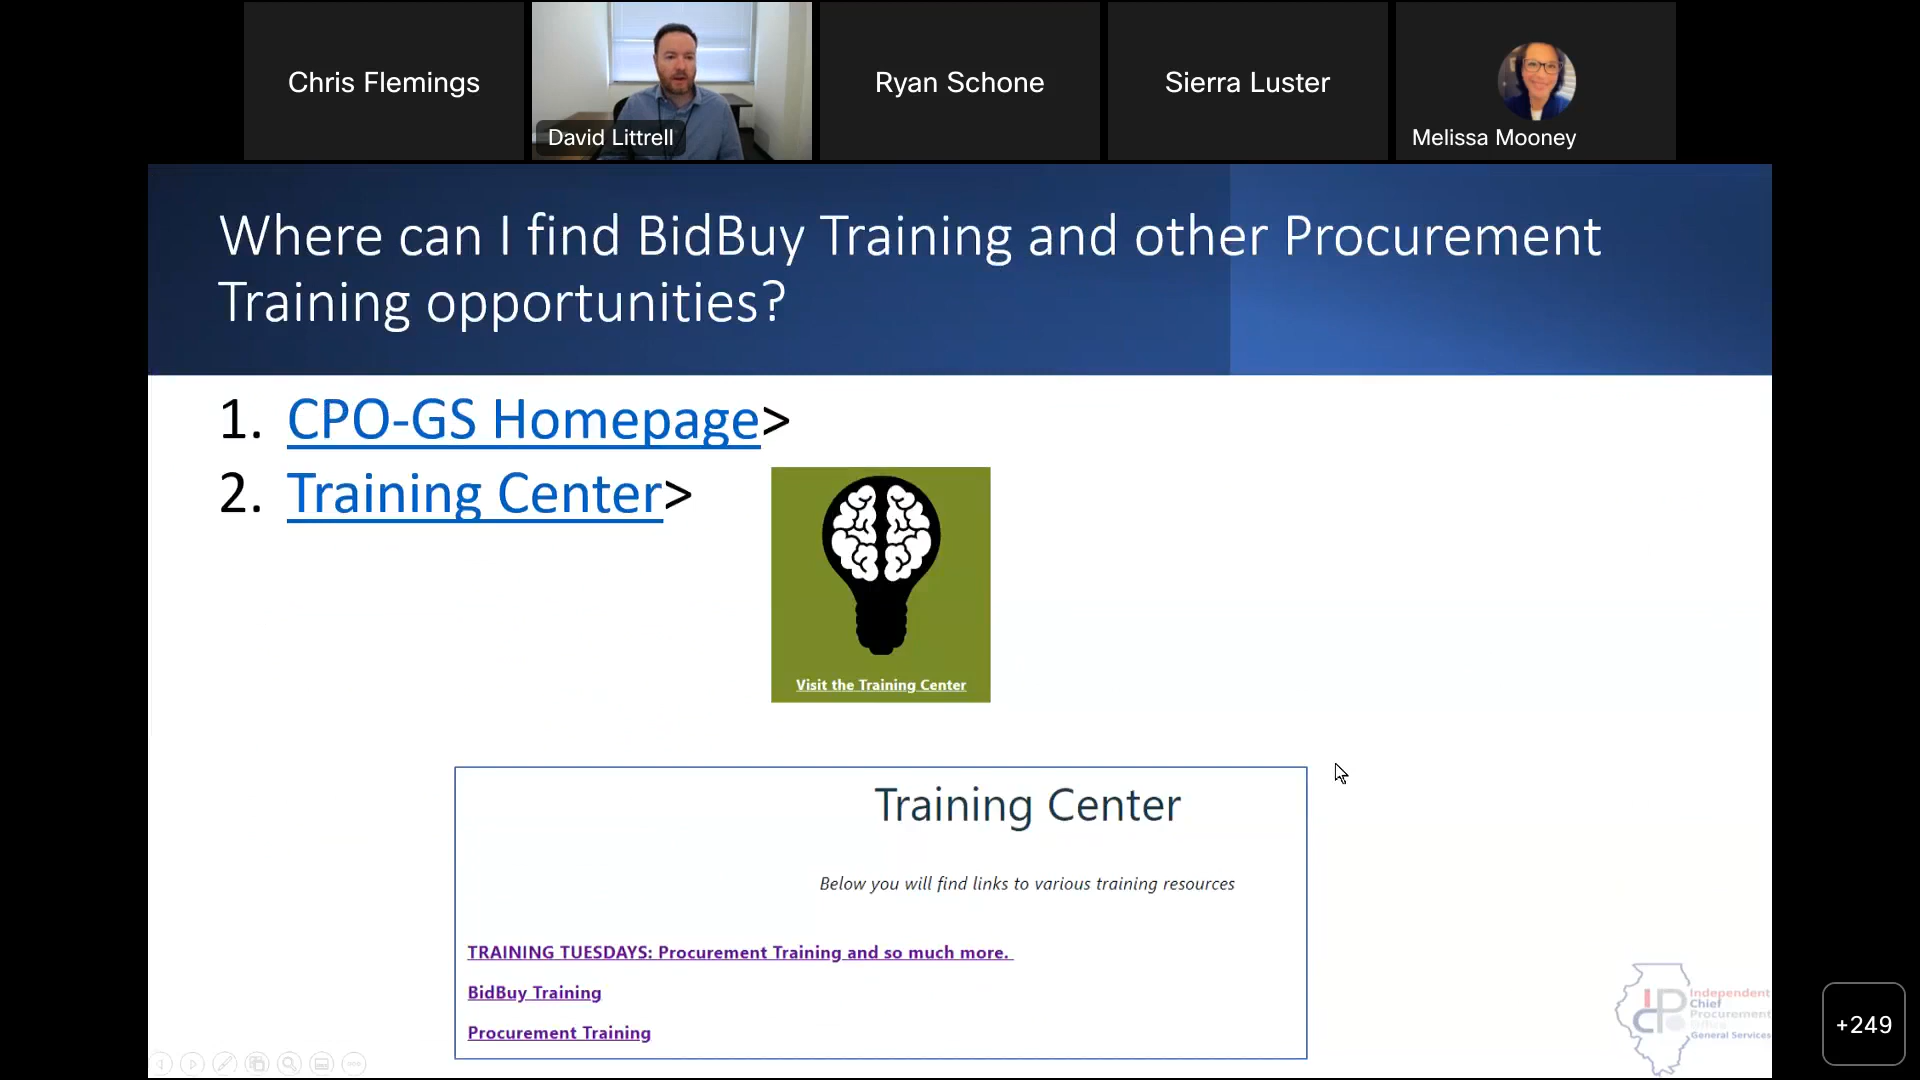 Chris Flemings
David Littrell
Ryan Schone
Sierra Luster
Melissa Mooney
Where can I find BidBuy Training and other Procurement
Training opportunities?
1. CPO-GS Homepage>
2. Training Center>
Visit the Training Center
Training Center
Below you will find links to various training resources
TRAINING TUESDAYS: Procurement Training and so much more.
BidBuy Training
Procurement Training
Independent
Chief
Procurement
Office
General Services
+249